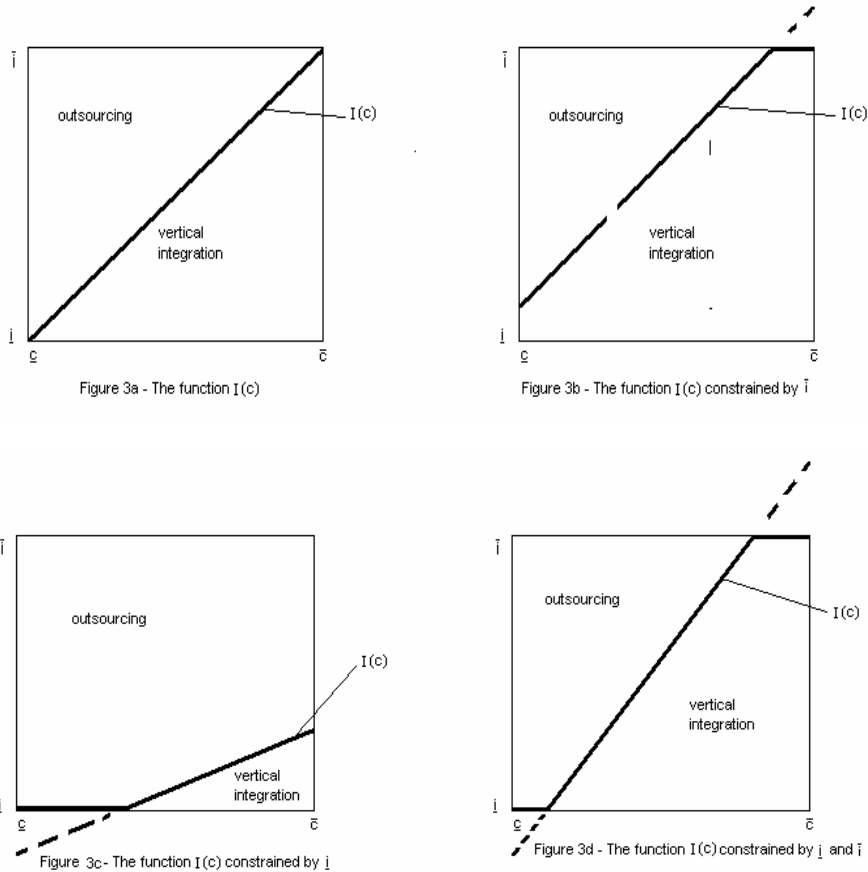 ī
outsourcing
I(c)
vertical
integration
i̲
c̲
c̄
Figure 3a - The function I(c)
ī
outsourcing
I(c)
vertical
integration
i̲
c̲
c̄
Figure 3b - The function I(c) constrained by ī
ī
outsourcing
I(c)
vertical
integration
i̲
c̲
c̄
Figure 3c- The function I(c) constrained by i̲
ī
outsourcing
I(c)
vertical
integration
i̲
c̲
c̄
Figure 3d - The function I(c) constrained by i̲ and ī